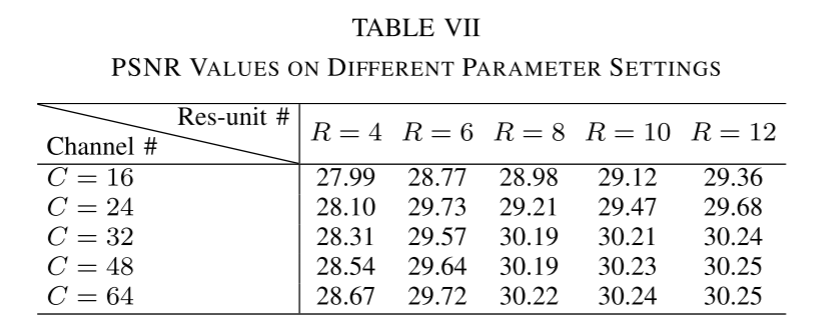 TABLE VII
PSNR VALUES ON DIFFERENT PARAMETER SETTINGS
Res-unit #
Channel #
R = 4 R = 6 R = 8 R = 10 R = 12
C = 16 27.99 28.77 28.98 29.12 29.36
C = 24 28.10 29.73 29.21 29.47 29.68
C = 32 28.31 29.57 30.19 30.21 30.24
C = 48 28.54 29.64 30.19 30.23 30.25
C = 64 28.67 29.72 30.22 30.24 30.25